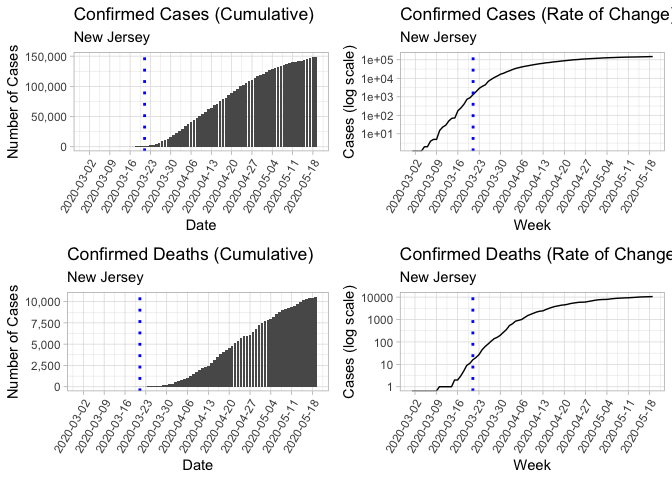 Confirmed Cases (Cumulative)
New Jersey
Number of Cases
150,000
100,000
50,000
0
2020-03-02
2020-03-09
2020-03-16
2020-03-23
2020-03-30
2020-04-06
2020-04-13
2020-04-20
2020-04-27
2020-05-04
2020-05-11
2020-05-18
Date
Confirmed Cases (Rate of Change)
New Jersey
Cases (log scale)
1e+05
1e+04
1e+03
1e+02
1e+01
2020-03-02
2020-03-09
2020-03-16
2020-03-23
2020-03-30
2020-04-06
2020-04-13
2020-04-20
2020-04-27
2020-05-04
2020-05-11
2020-05-18
Week
Confirmed Deaths (Cumulative)
New Jersey
Number of Cases
10,000
7,500
5,000
2,500
0
2020-03-02
2020-03-09
2020-03-16
2020-03-23
2020-03-30
2020-04-06
2020-04-13
2020-04-20
2020-04-27
2020-05-04
2020-05-11
2020-05-18
Date
Confirmed Deaths (Rate of Change
New Jersey
Cases (log scale)
10000
1000
100
10
1
2020-03-02
2020-03-09
2020-03-16
2020-03-23
2020-03-30
2020-04-06
2020-04-13
2020-04-20
2020-04-27
2020-05-04
2020-05-11
2020-05-18
Week